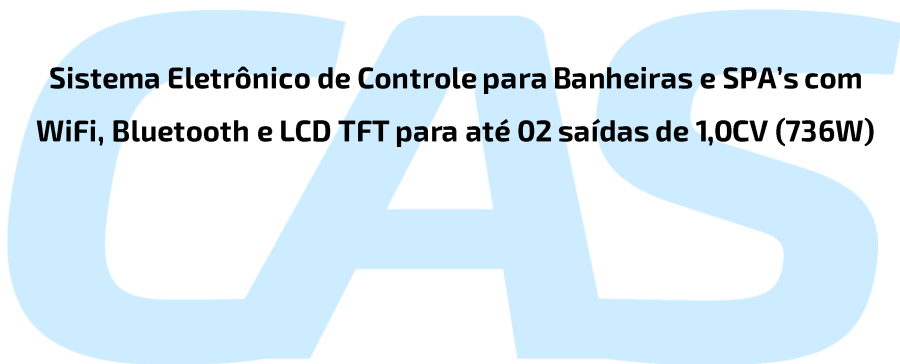 Sistema Eletrônico de Controle para Banheiras e SPA’s com
WiFi, Bluetooth e LCD TFT para até 02 saídas de 1,0CV (736W)
CAS